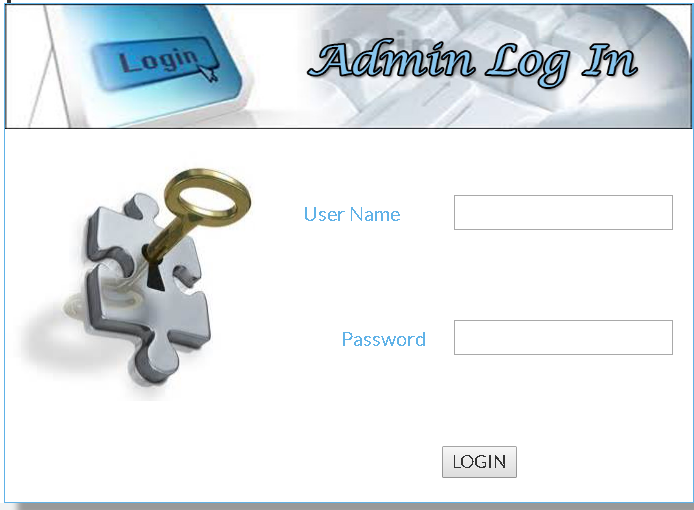 Login
Admin Log In
User Name
Password
LOGIN